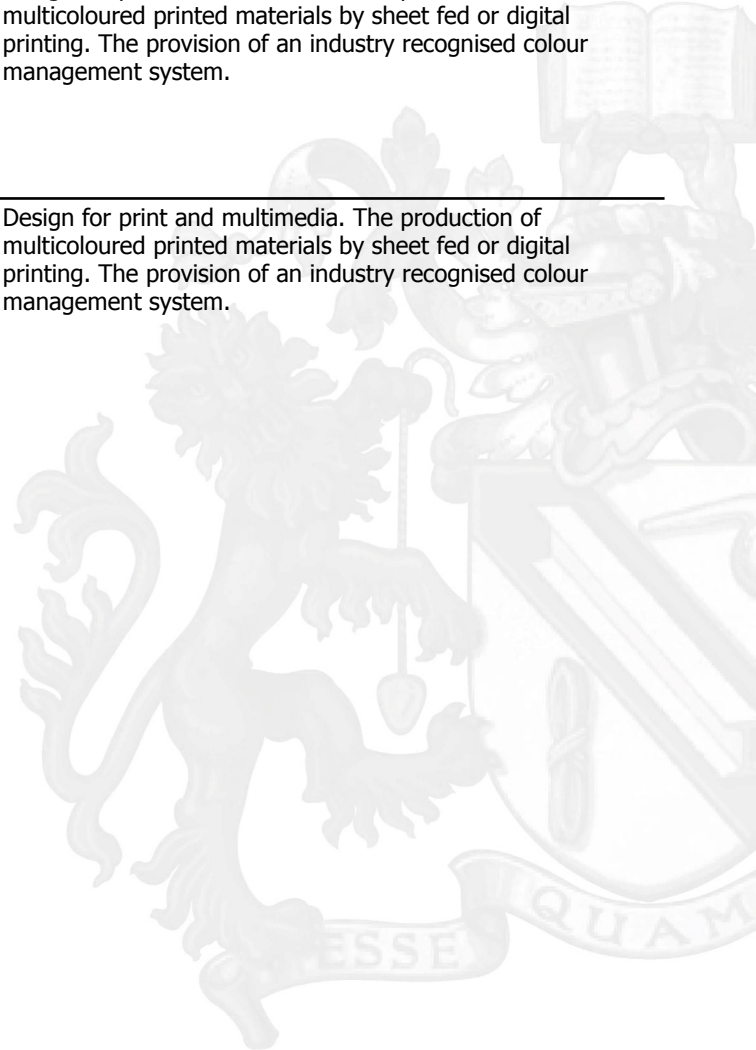 multicoloured printed materials by sheet fed or digital
printing. The provision of an industry recognised colour
management system.
Design for print and multimedia. The production of
multicoloured printed materials by sheet fed or digital
printing. The provision of an industry recognised colour
management system.
ESSE
QUAM